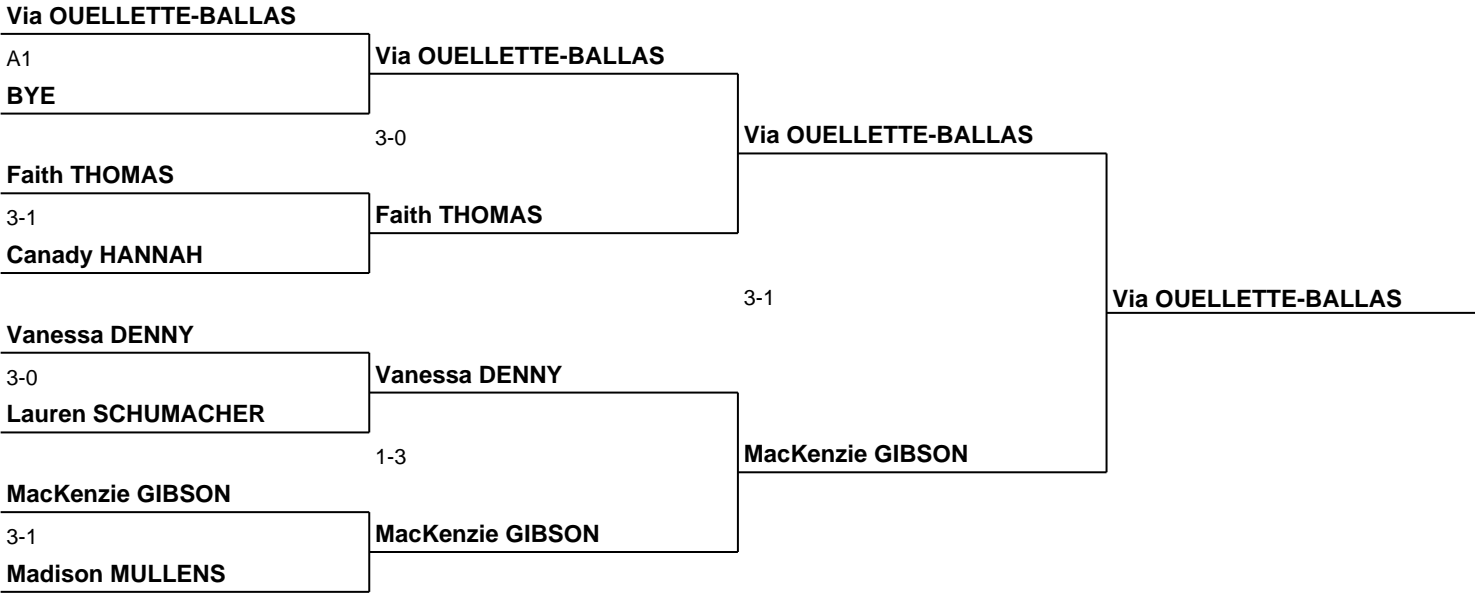 Via OUELLETTE-BALLAS
A1
BYE
Faith THOMAS
3-1
Canady HANNAH
Vanessa DENNY
3-0
Lauren SCHUMACHER
MacKenzie GIBSON
3-1
Madison MULLENS
Via OUELLETTE-BALLAS
3-0
Faith THOMAS
Vanessa DENNY
1-3
MacKenzie GIBSON
Via OUELLETTE-BALLAS
3-1
MacKenzie GIBSON
Via OUELLETTE-BALLAS